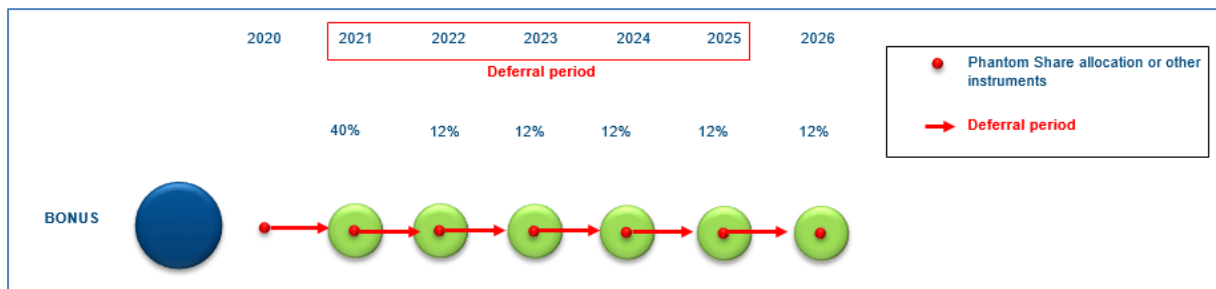 2020 2021 2022 2023 2024 2025 2026
Deferral period
40% 12% 12% 12% 12% 12%
BONUS
Phantom Share allocation or other
instruments
Deferral period